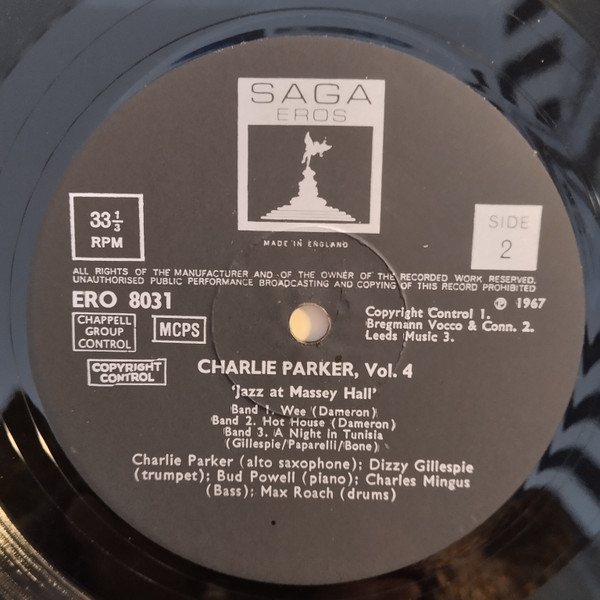 SAGA
EROS
33⅓
RPM
SIDE
2
MADE IN ENGLAND
ALL RIGHTS OF THE MANUFACTURER AND OF THE OWNER OF THE RECORDED WORK RESERVED.
UNAUTHORISED PUBLIC PERFORMANCE BROADCASTING AND COPYING OF THIS RECORD PROHIBITED
ERO 8031
℗ 1967
CHAPPELL
GROUP
CONTROL
MCPS
Copyright Control 1.
Bregmann Vocco & Conn. 2.
Leeds Music 3.
COPYRIGHT
CONTROL
CHARLIE PARKER, Vol. 4
'Jazz at Massey Hall'
Band 1. Wee (Dameron)
Band 2. Hot House (Dameron)
Band 3. A Night in Tunisia
(Gillespie/Paparelli/Bone)
Charlie Parker (alto saxophone); Dizzy Gillespie
(trumpet); Bud Powell (piano); Charles Mingus
(Bass); Max Roach (drums)